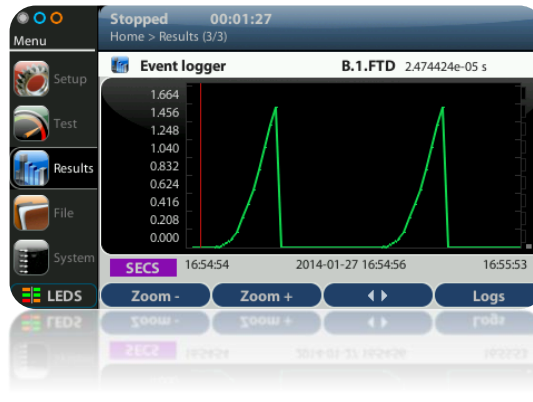 Stopped 00:01:27
Menu
Home > Results (3/3)
Event logger B.1.FTD 2.474424e-05 s
Setup
Test
Results
File
System
LEDS
1.664
1.456
1.248
1.040
0.832
0.624
0.416
0.208
0.000
SECS 16:54:54 2014-01-27 16:54:56 16:55:53
Zoom - Zoom + Logs